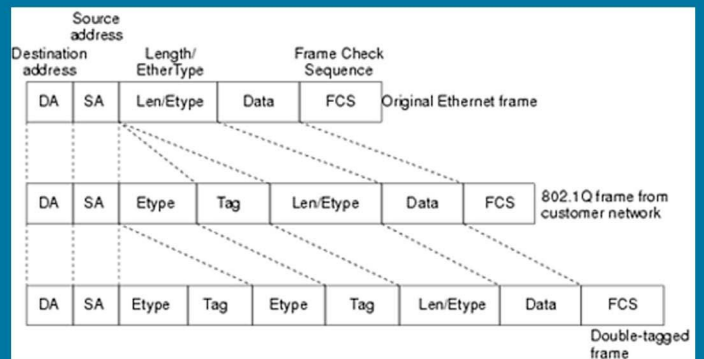 Source
address
Destination
address
Length/
EtherType
Frame Check
Sequence
DA SA Len/Etype Data FCS Original Ethernet frame
DA SA Etype Tag Len/Etype Data FCS 802.1Q frame from
customer network
DA SA Etype Tag Etype Tag Len/Etype Data FCS
Double-tagged
frame